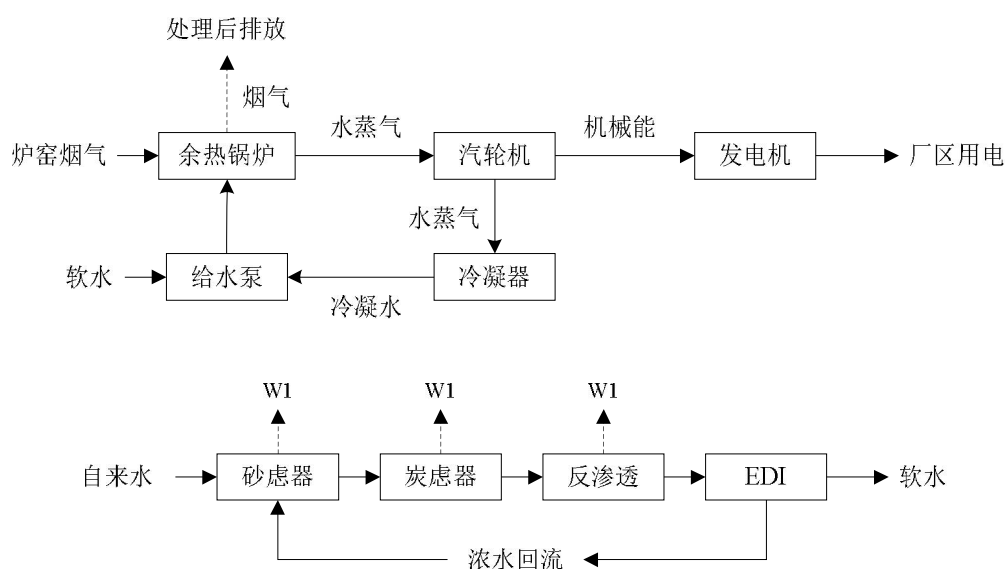 处理后排放
烟气
水蒸气
机械能
炉窑烟气
余热锅炉
汽轮机
发电机
厂区用电
水蒸气
软水
给水泵
冷凝器
冷凝水
W1
W1
W1
自来水
砂虑器
炭虑器
反渗透
EDI
软水
浓水回流